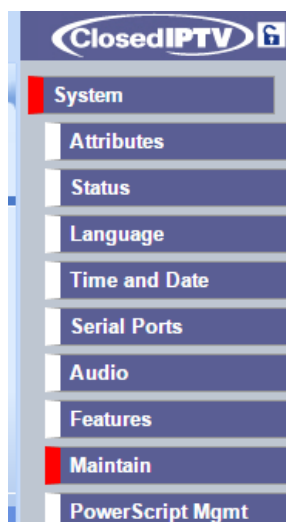 ClosedIPTV
System
Attributes
Status
Language
Time and Date
Serial Ports
Audio
Features
Maintain
PowerScript Mgmt